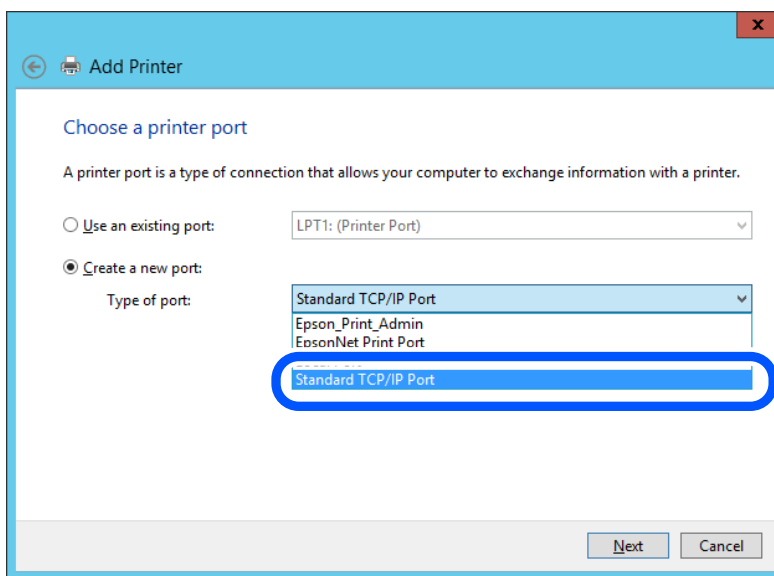 x
Add Printer
Choose a printer port
A printer port is a type of connection that allows your computer to exchange information with a printer.
Use an existing port: LPT1: (Printer Port)
Create a new port:
Type of port: Standard TCP/IP Port
Epson_Print_Admin
EpsonNet Print Port
Standard TCP/IP Port
Next Cancel